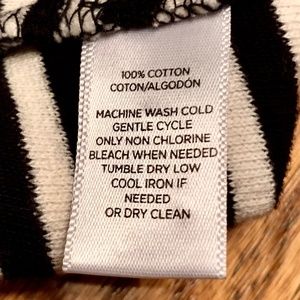 100% COTTON
COTON/ALGODÓN
MACHINE WASH COLD
GENTLE CYCLE
ONLY NON CHLORINE
BLEACH WHEN NEEDED
TUMBLE DRY LOW
COOL IRON IF
NEEDED
OR DRY CLEAN